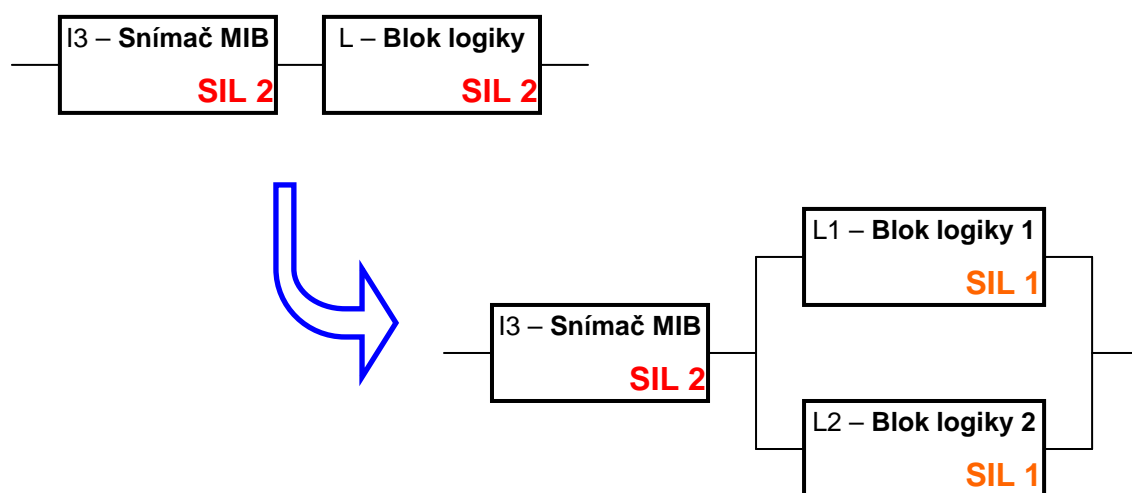 I3 – Snímač MIB
SIL 2
L – Blok logiky
SIL 2
L1 – Blok logiky 1
SIL 1
I3 – Snímač MIB
SIL 2
L2 – Blok logiky 2
SIL 1